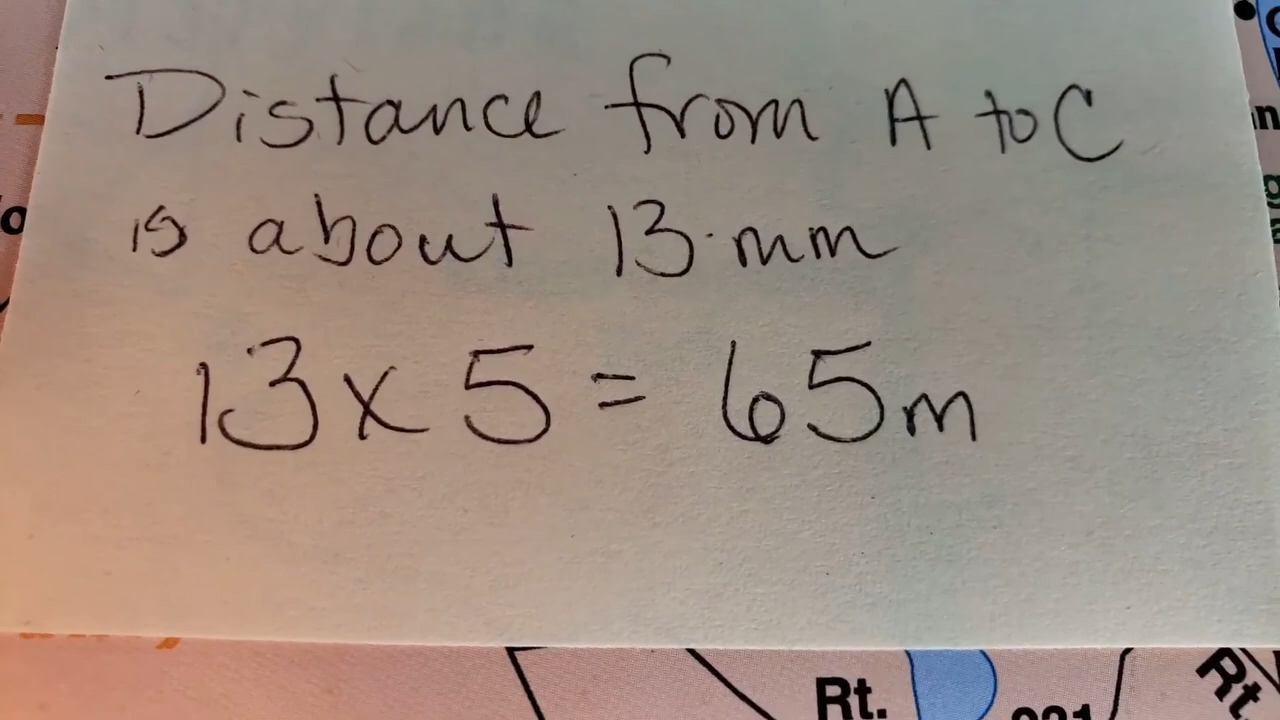 Distance from A to C
is about 13 mm
13 x 5 = 65m
Rt.
Rt.